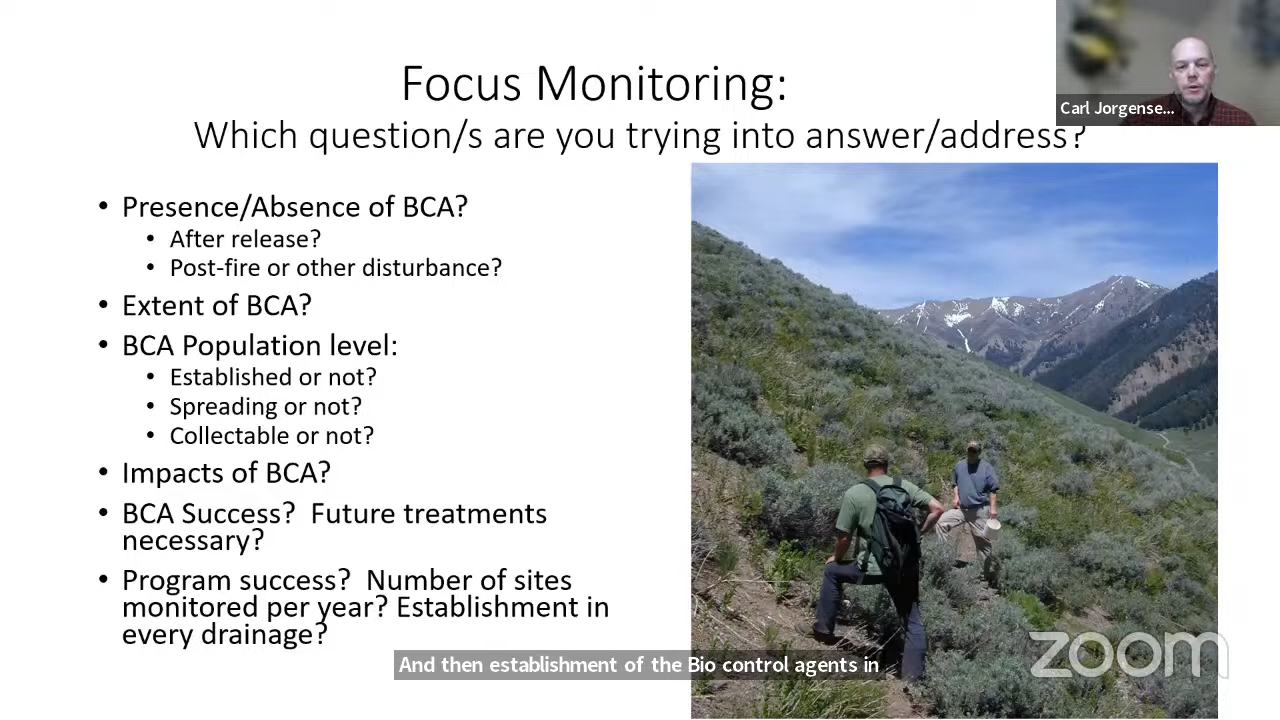 Focus Monitoring:
Which question/s are you trying into answer/address?
Carl Jorgense...
• Presence/Absence of BCA?
• After release?
• Post-fire or other disturbance?
• Extent of BCA?
• BCA Population level:
• Established or not?
• Spreading or not?
• Collectable or not?
• Impacts of BCA?
• BCA Success?  Future treatments
necessary?
• Program success?  Number of sites
monitored per year? Establishment in
every drainage?
And then establishment of the Bio control agents in
zoom